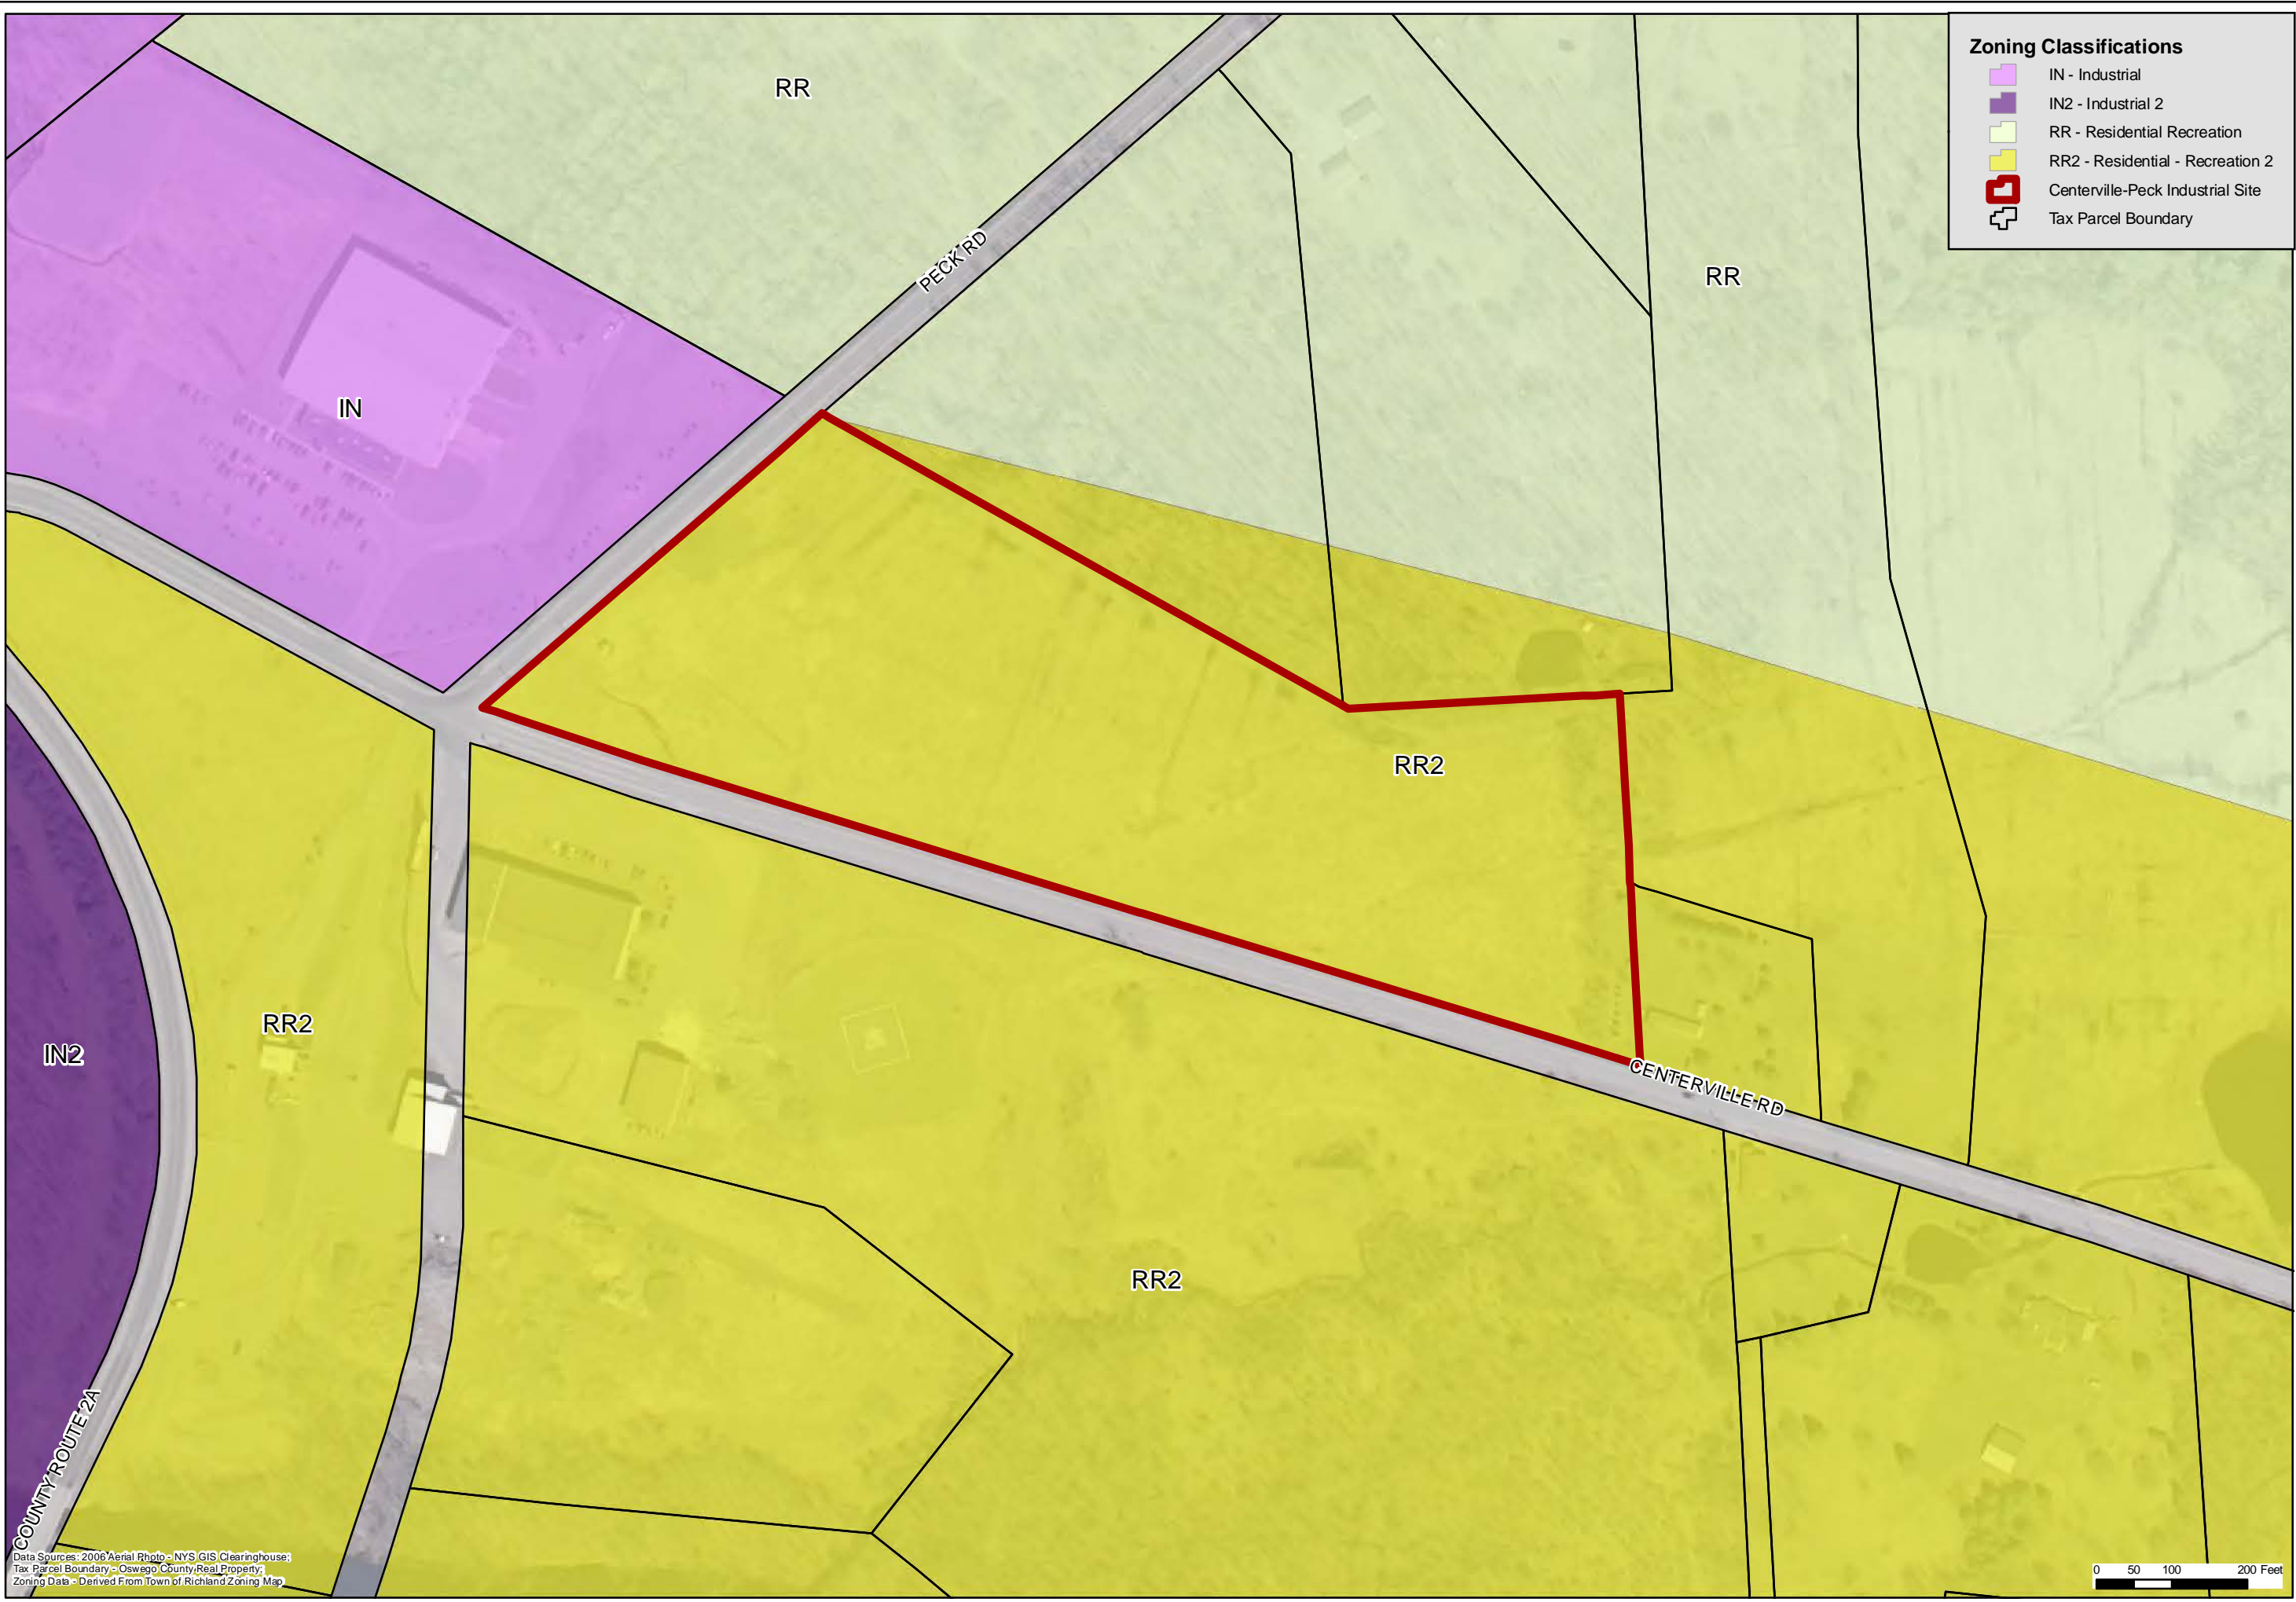 Zoning Classifications
IN - Industrial
IN2 - Industrial 2
RR - Residential Recreation
RR2 - Residential - Recreation 2
Centerville-Peck Industrial Site
Tax Parcel Boundary
RR
PECK RD
RR
IN
RR2
RR2
IN2
CENTERVILLE RD
RR2
COUNTY ROUTE 2A
Data Sources: 2006 Aerial Photo - NYS GIS Clearinghouse;
Tax Parcel Boundary - Oswego County Real Property;
Zoning Data - Derived From Town of Richland Zoning Map
0 50 100 200 Feet